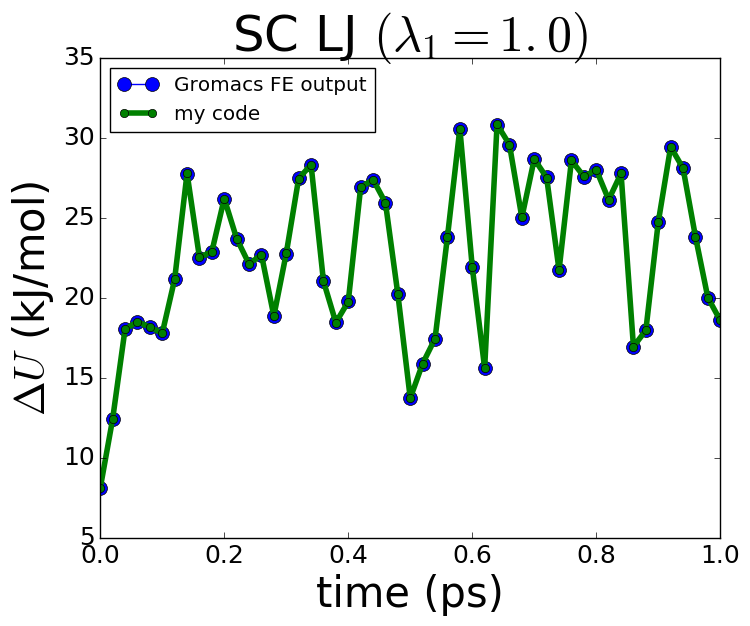 SC LJ (λ₁ = 1.0)
Gromacs FE output
my code
35
30
25
20
15
10
5
ΔU (kJ/mol)
0.0 0.2 0.4 0.6 0.8 1.0
time (ps)